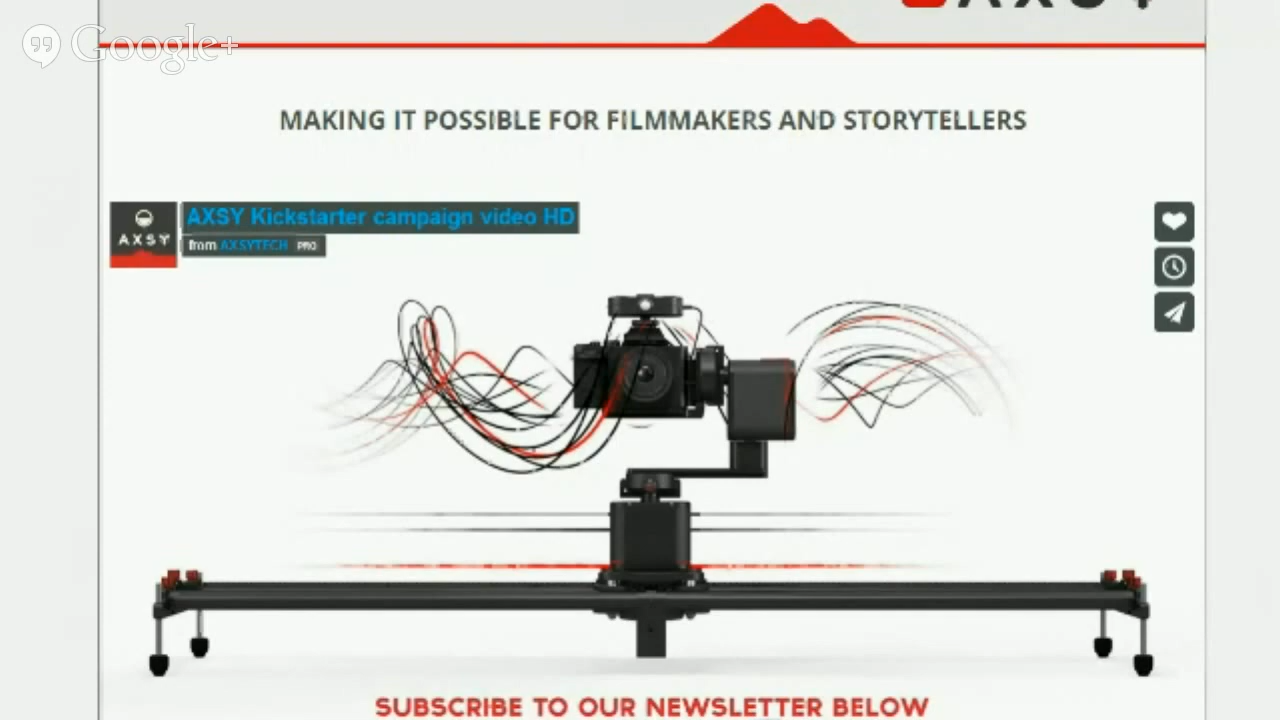 Google+
AXSY
MAKING IT POSSIBLE FOR FILMMAKERS AND STORYTELLERS
AXSY Kickstarter campaign video HD
AXSY
from AXSYTECH PRO
SUBSCRIBE TO OUR NEWSLETTER BELOW